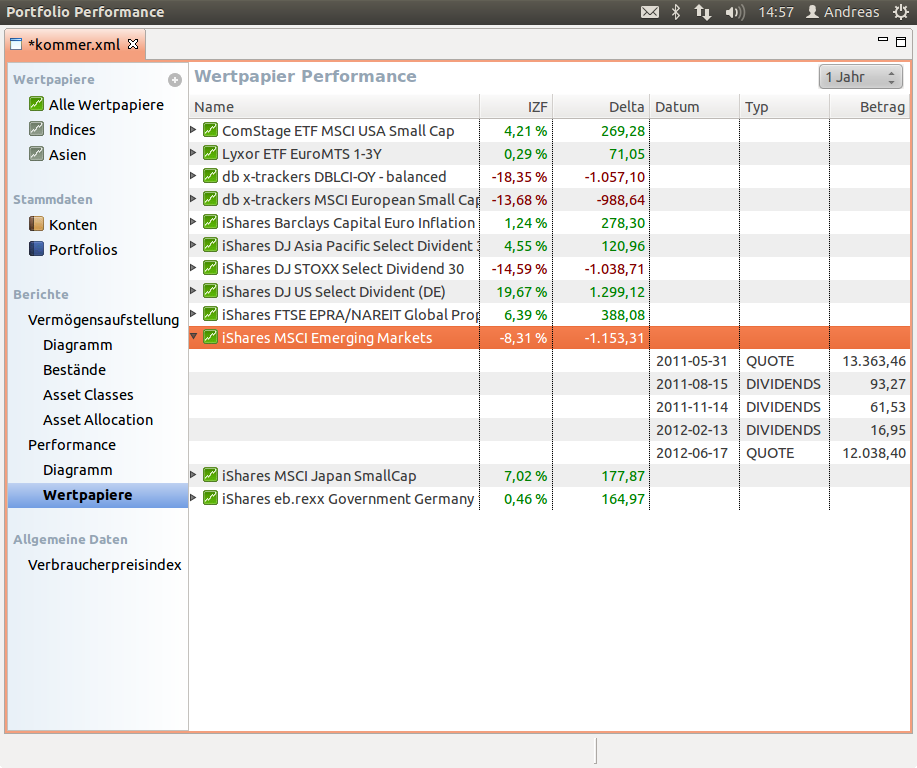 Portfolio Performance 14:57 Andreas
*kommer.xml
Wertpapiere
Alle Wertpapiere
Indices
Asien
Stammdaten
Konten
Portfolios
Berichte
Vermögensaufstellung
Diagramm
Bestände
Asset Classes
Asset Allocation
Performance
Diagramm
Wertpapiere
Allgemeine Daten
Verbraucherpreisindex
Wertpapier Performance 1 Jahr
Name IZF Delta Datum Typ Betrag
ComStage ETF MSCI USA Small Cap 4,21 % 269,28
Lyxor ETF EuroMTS 1-3Y 0,29 % 71,05
db x-trackers DBLCI-OY - balanced -18,35 % -1.057,10
db x-trackers MSCI European Small Cap -13,68 % -988,64
iShares Barclays Capital Euro Inflation 1,24 % 278,30
iShares DJ Asia Pacific Select Divident 4,55 % 120,96
iShares DJ STOXX Select Dividend 30 -14,59 % -1.038,71
iShares DJ US Select Divident (DE) 19,67 % 1.299,12
iShares FTSE EPRA/NAREIT Global Prop 6,39 % 388,08
iShares MSCI Emerging Markets -8,31 % -1.153,31
2011-05-31 QUOTE 13.363,46
2011-08-15 DIVIDENDS 93,27
2011-11-14 DIVIDENDS 61,53
2012-02-13 DIVIDENDS 16,95
2012-06-17 QUOTE 12.038,40
iShares MSCI Japan SmallCap 7,02 % 177,87
iShares eb.rexx Government Germany 0,46 % 164,97